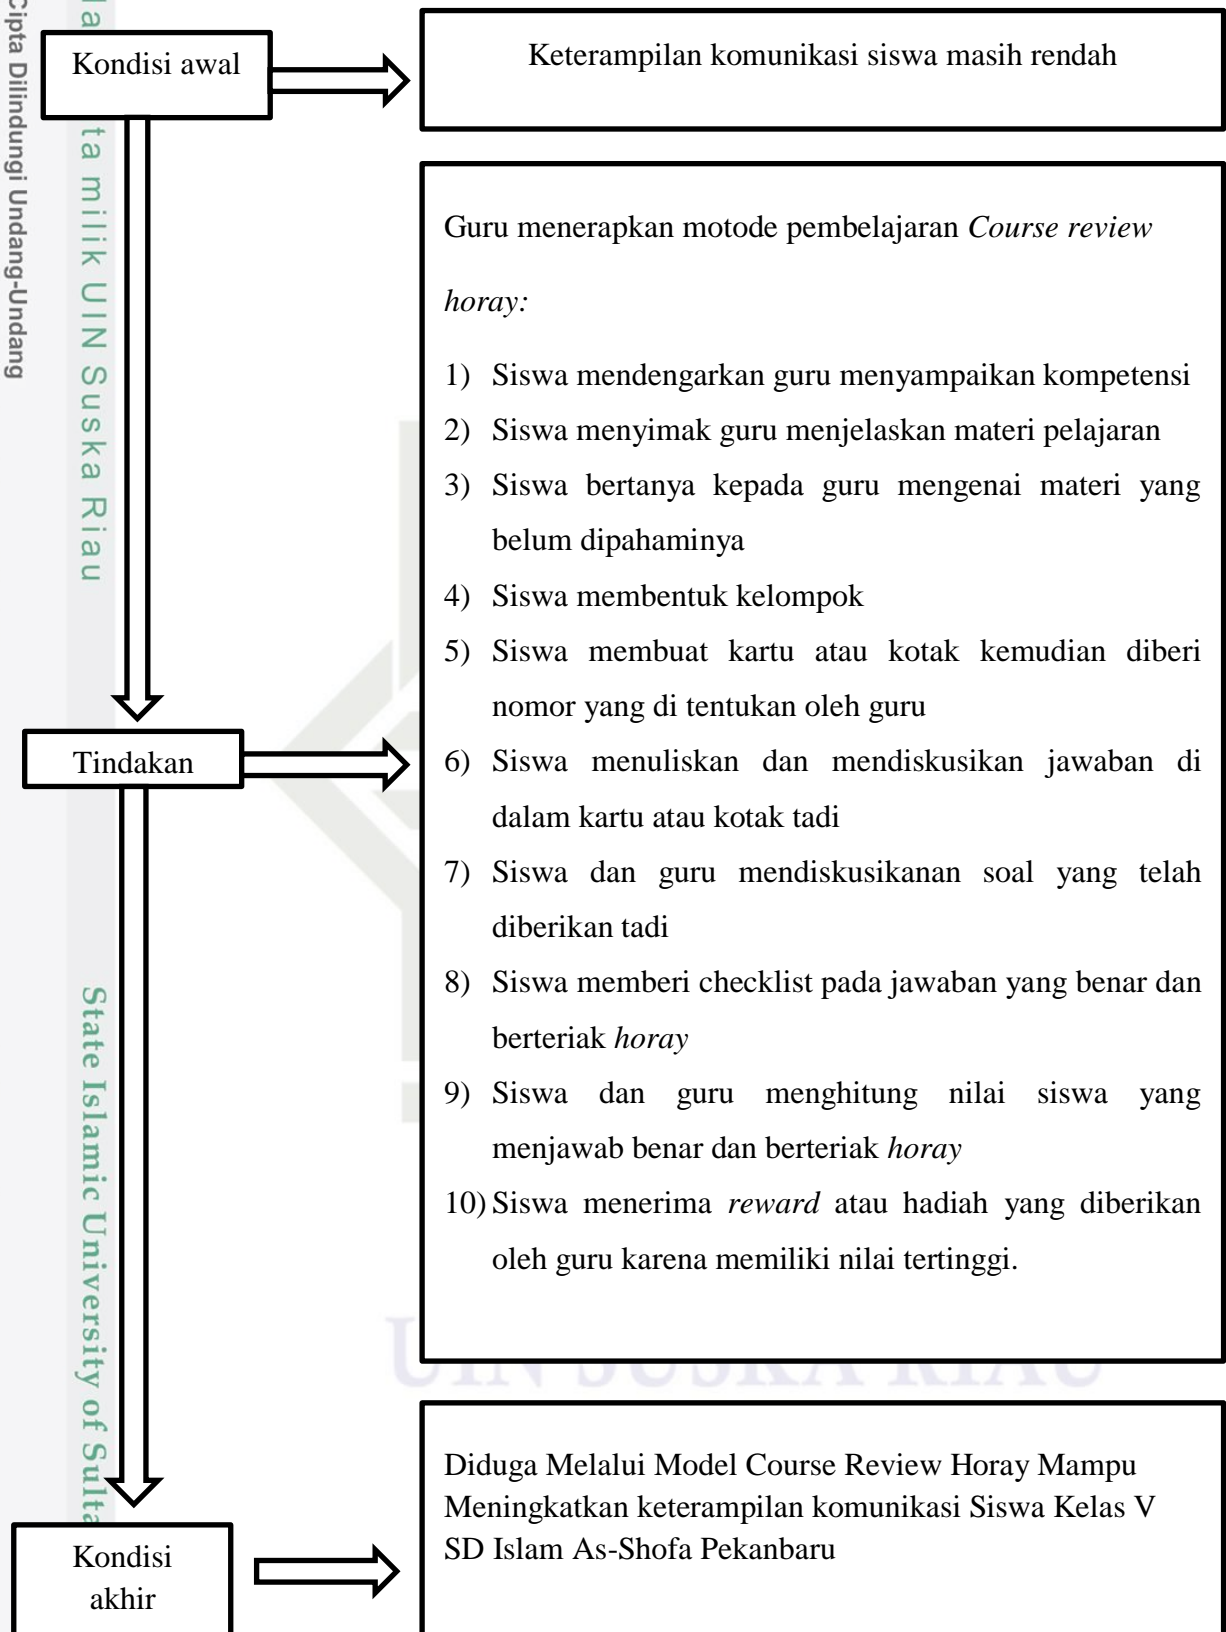 Cipta Dilindungi Undang-Undang
ta milik UIN Suska Riau
State Islamic University of Sulta
Kondisi awal
Keterampilan komunikasi siswa masih rendah
Guru menerapkan motode pembelajaran Course review
horay:
1) Siswa mendengarkan guru menyampaikan kompetensi
2) Siswa menyimak guru menjelaskan materi pelajaran
3) Siswa bertanya kepada guru mengenai materi yang
belum dipahaminya
4) Siswa membentuk kelompok
5) Siswa membuat kartu atau kotak kemudian diberi
nomor yang di tentukan oleh guru
Tindakan
6) Siswa menuliskan dan mendiskusikan jawaban di
dalam kartu atau kotak tadi
7) Siswa dan guru mendiskusikanan soal yang telah
diberikan tadi
8) Siswa memberi checklist pada jawaban yang benar dan
berteriak horay
9) Siswa dan guru menghitung nilai siswa yang
menjawab benar dan berteriak horay
10) Siswa menerima reward atau hadiah yang diberikan
oleh guru karena memiliki nilai tertinggi.
UIN SUSKA RIAU
Diduga Melalui Model Course Review Horay Mampu
Meningkatkan keterampilan komunikasi Siswa Kelas V
SD Islam As-Shofa Pekanbaru
Kondisi
akhir